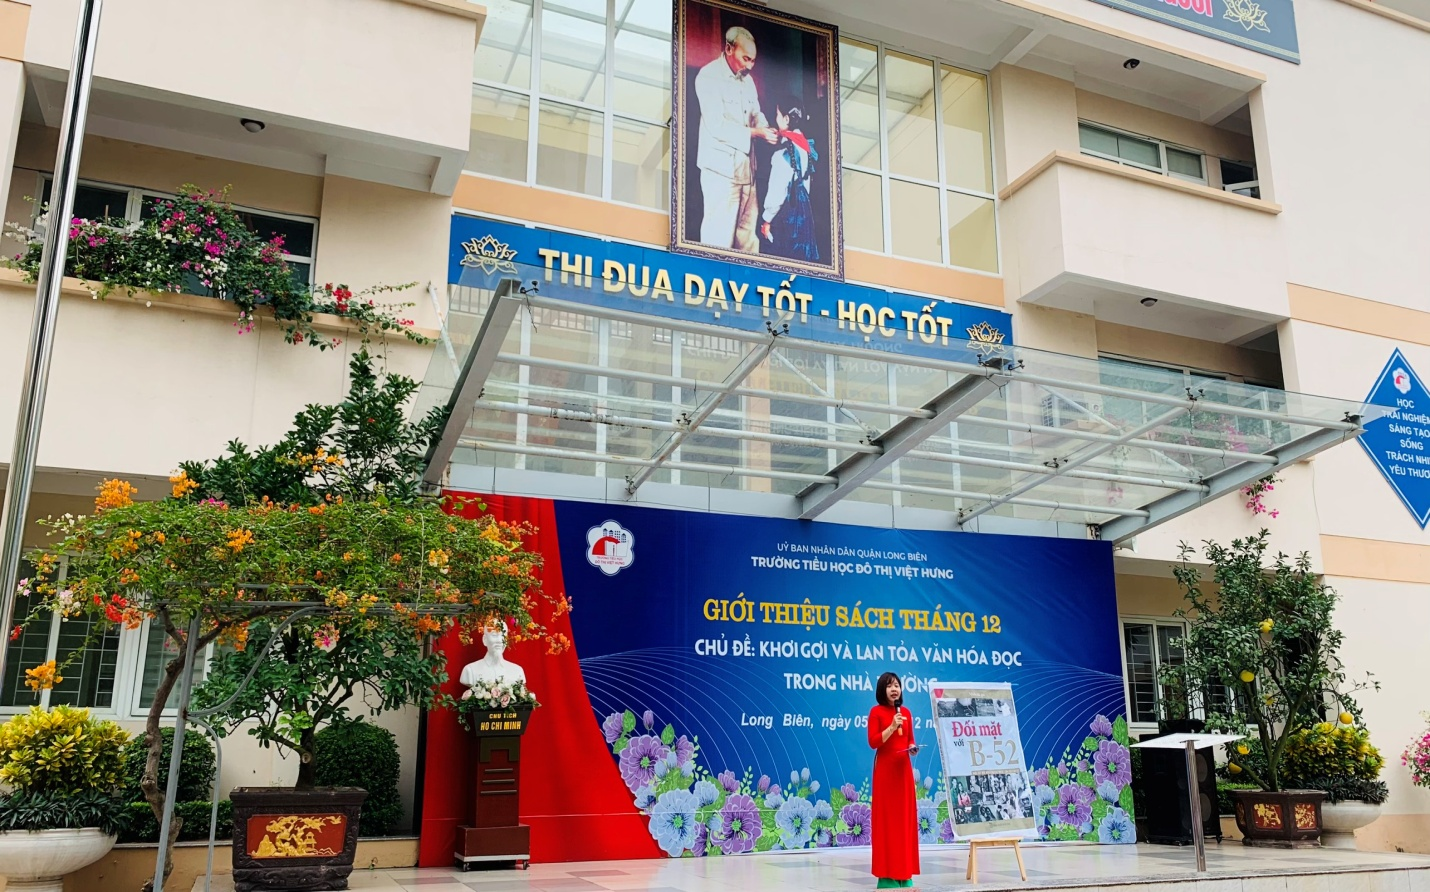 THI ĐUA DẠY TỐT - HỌC TỐT
HỌC
TRẢI NGHIỆM
SÁNG TẠO
SỐNG
YÊU THƯƠ
ỦY BAN NHÂN DÂN QUẬN LONG BIÊN
TRƯỜNG TIỂU HỌC ĐÔ THỊ VIỆT HƯNG
GIỚI THIỆU SÁCH THÁNG 12
CHỦ ĐỀ: KHƠI GỢI VÀ LAN TỎA VĂN HÓA ĐỌC
TRONG NHÀ
Long Biên, ngày 05
CHỦ TỊCH
HỒ CHÍ MINH
Đối mặt
với B-52